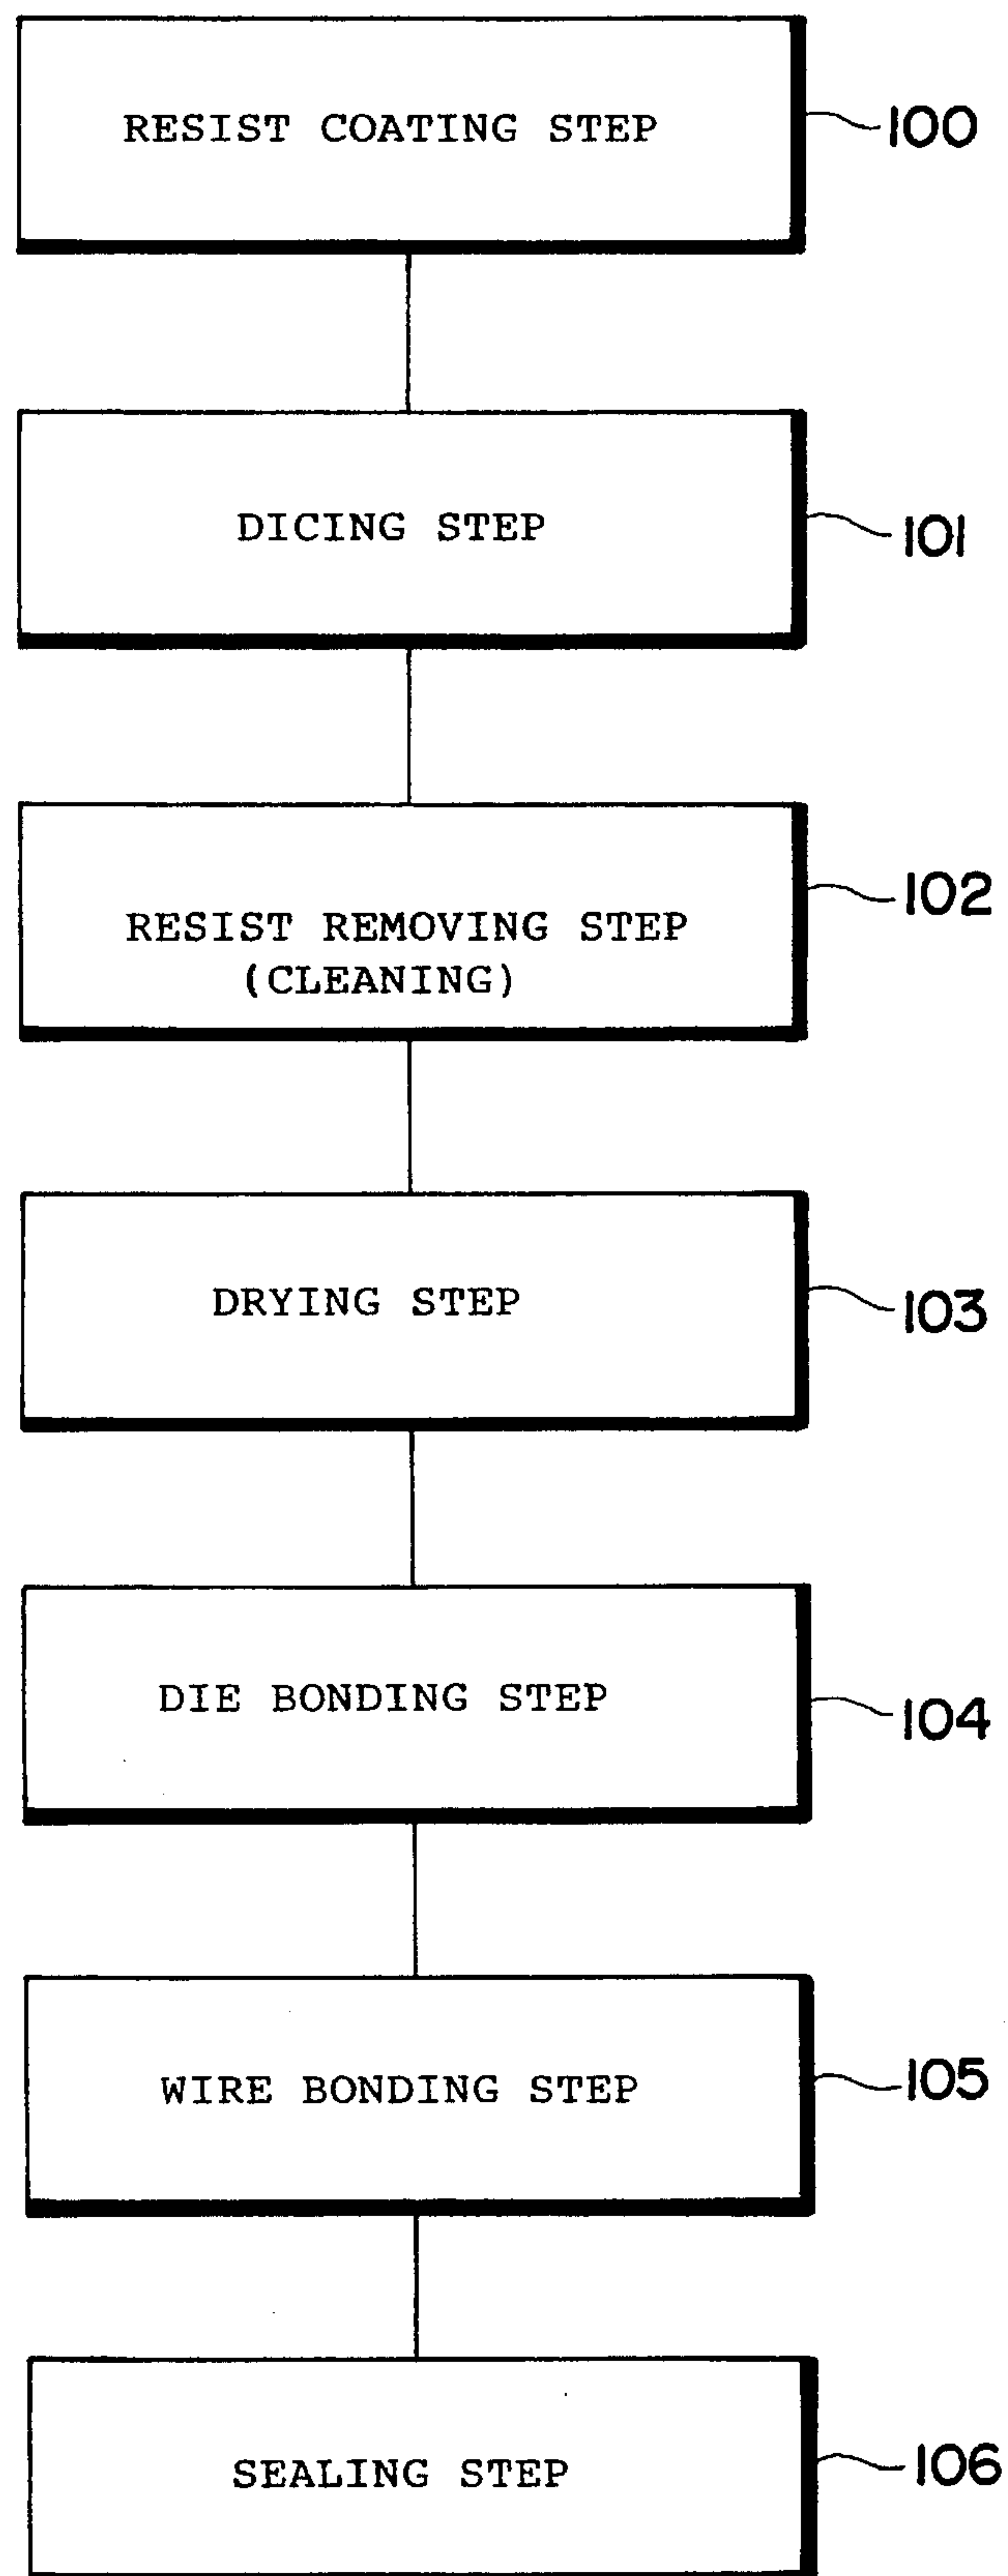 RESIST COATING STEP
100
DICING STEP
101
RESIST REMOVING STEP
(CLEANING)
102
DRYING STEP
103
DIE BONDING STEP
104
WIRE BONDING STEP
105
SEALING STEP
106